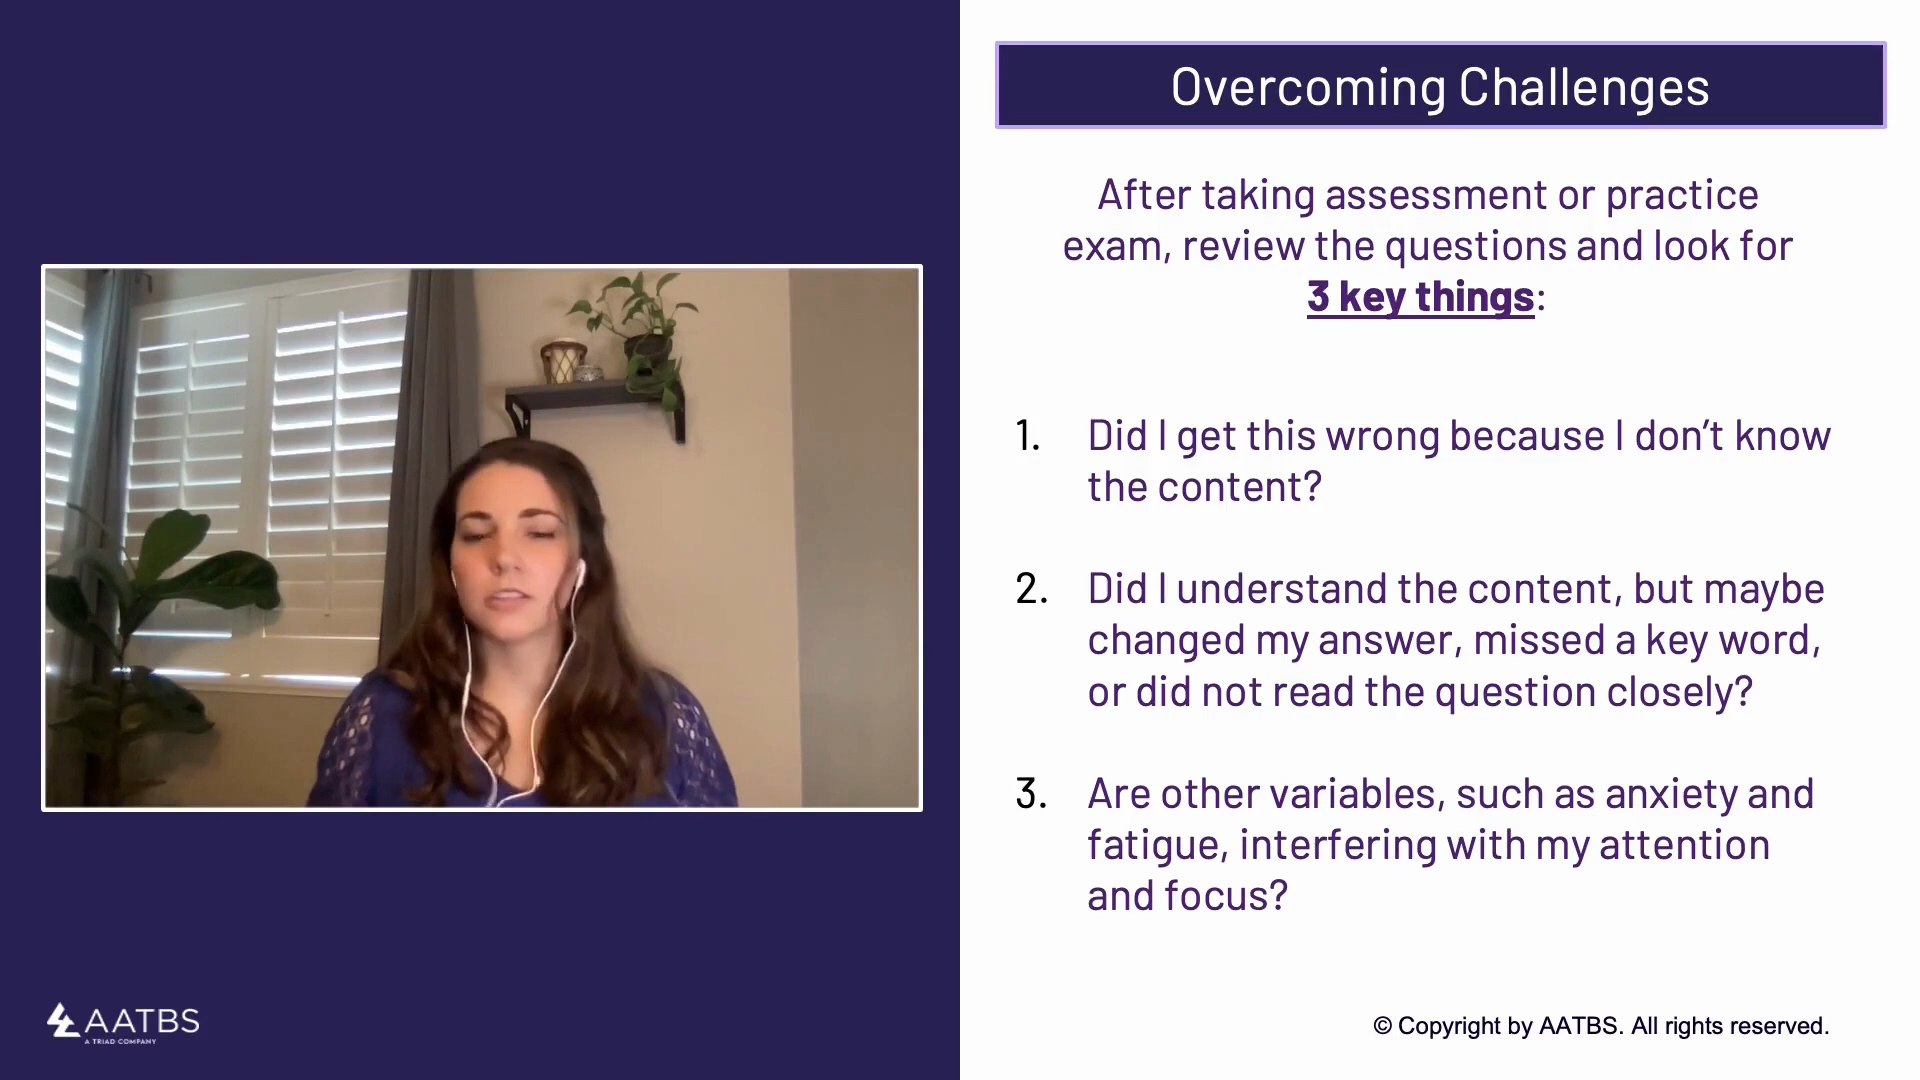 Overcoming Challenges
After taking assessment or practice
exam, review the questions and look for
3 key things:
1. Did I get this wrong because I don’t know
the content?
2. Did I understand the content, but maybe
changed my answer, missed a key word,
or did not read the question closely?
3. Are other variables, such as anxiety and
fatigue, interfering with my attention
and focus?
AATBS
A TRIAD COMPANY
© Copyright by AATBS. All rights reserved.